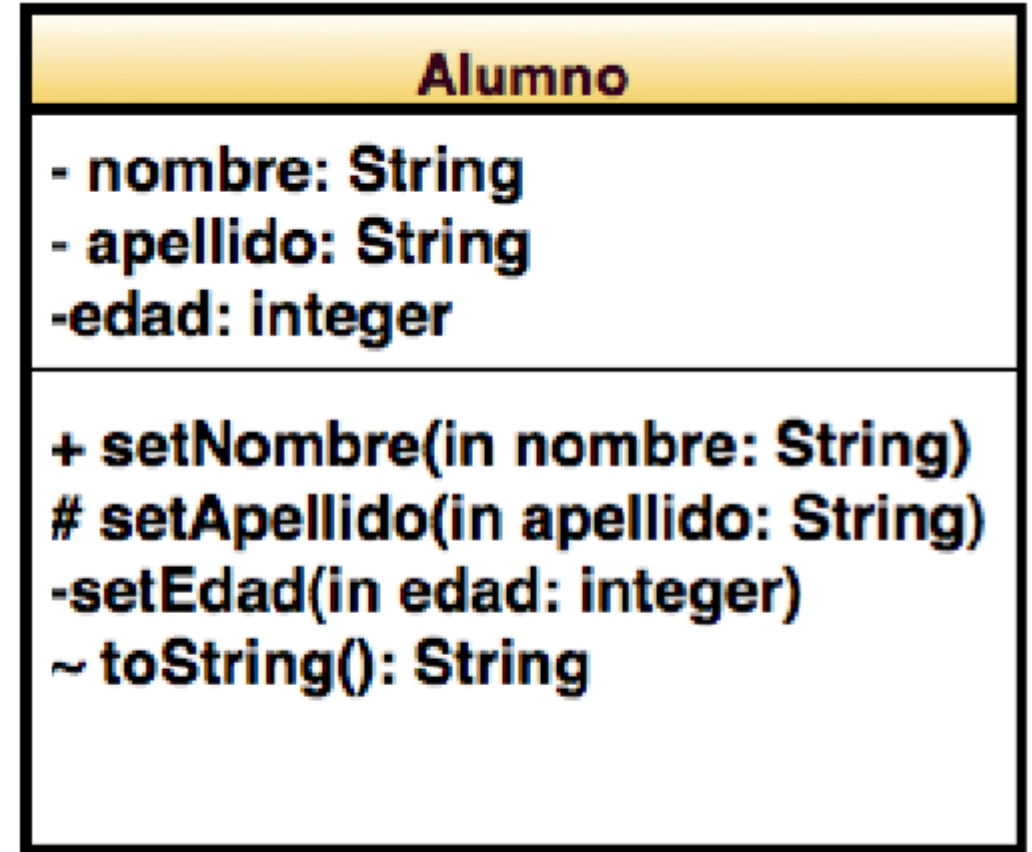 Alumno
- nombre: String
- apellido: String
-edad: integer
+ setNombre(in nombre: String)
# setApellido(in apellido: String)
-setEdad(in edad: integer)
~ toString(): String